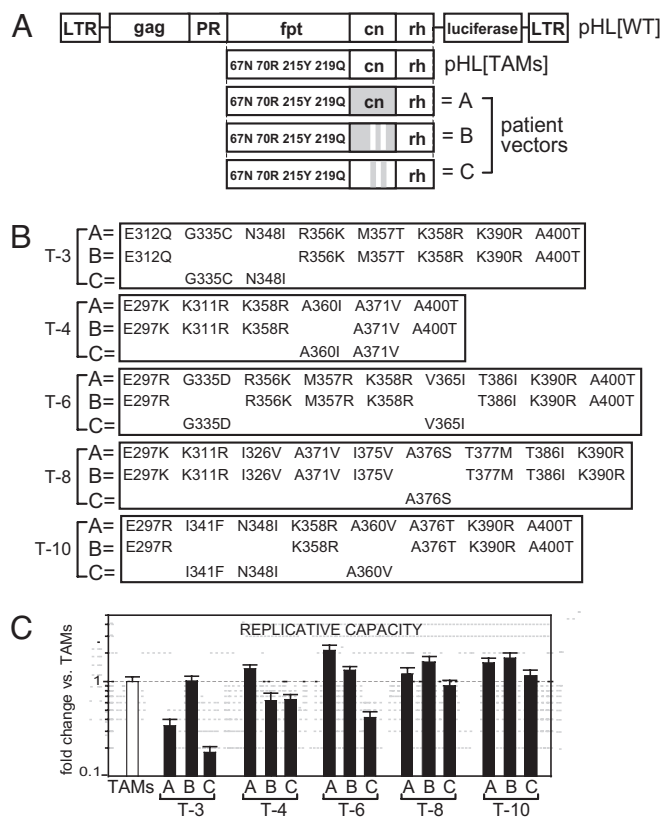 A
LTR gag PR fpt cn rh luciferase LTR pHL[WT]
67N 70R 215Y 219Q cn rh pHL[TAMs]
67N 70R 215Y 219Q cn rh = A
67N 70R 215Y 219Q rh = B
67N 70R 215Y 219Q rh = C
patient
vectors
B
T-3
A= E312Q G335C N348I R356K M357T K358R K390R A400T
B= E312Q R356K M357T K358R K390R A400T
C= G335C N348I
T-4
A= E297K K311R K358R A360I A371V A400T
B= E297K K311R K358R A371V A400T
C= A360I A371V
T-6
A= E297R G335D R356K M357R K358R V365I T386I K390R A400T
B= E297R R356K M357R K358R T386I K390R A400T
C= G335D V365I
T-8
A= E297K K311R I326V A371V I375V A376S T377M T386I K390R
B= E297K K311R I326V A371V I375V T377M T386I K390R
C= A376S
T-10
A= E297R I341F N348I K358R A360V A376T K390R A400T
B= E297R K358R A376T K390R A400T
C= I341F N348I A360V
C
REPLICATIVE CAPACITY
fold change vs. TAMs
1
0.1
TAMs A B C A B C A B C A B C A B C
T-3 T-4 T-6 T-8 T-10